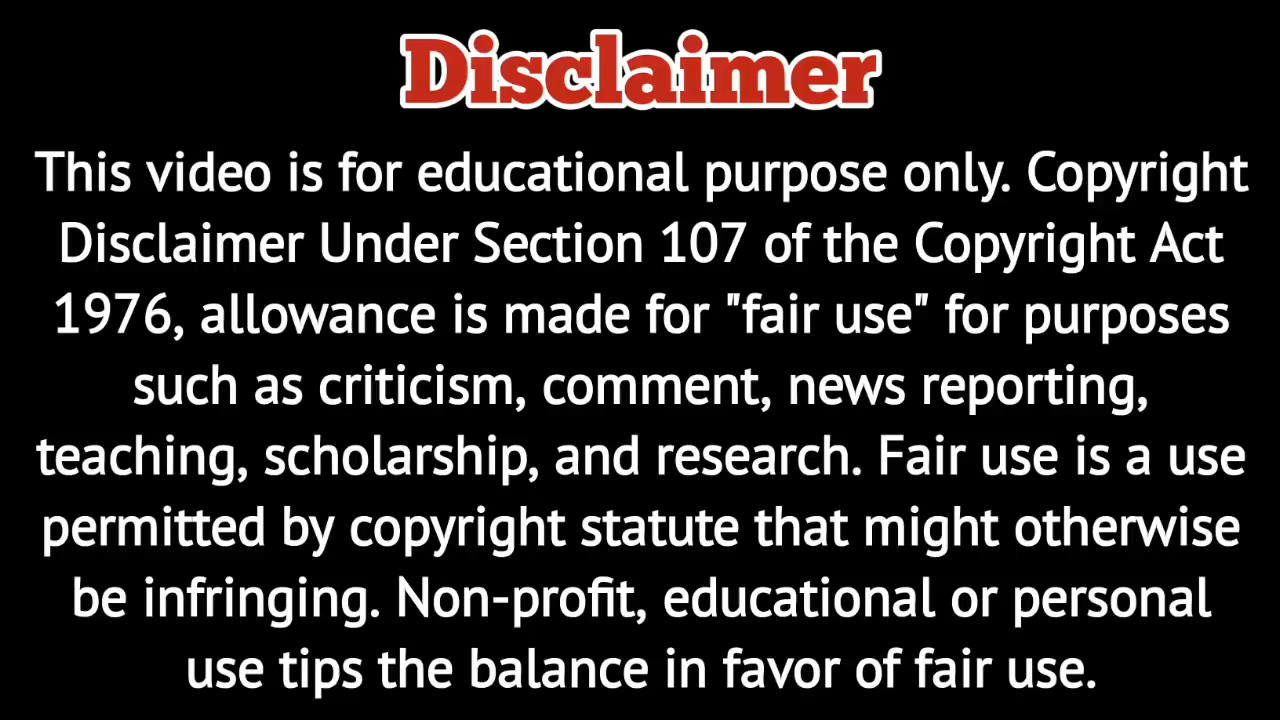 Disclaimer
This video is for educational purpose only. Copyright
Disclaimer Under Section 107 of the Copyright Act
1976, allowance is made for "fair use" for purposes
such as criticism, comment, news reporting,
teaching, scholarship, and research. Fair use is a use
permitted by copyright statute that might otherwise
be infringing. Non-profit, educational or personal
use tips the balance in favor of fair use.